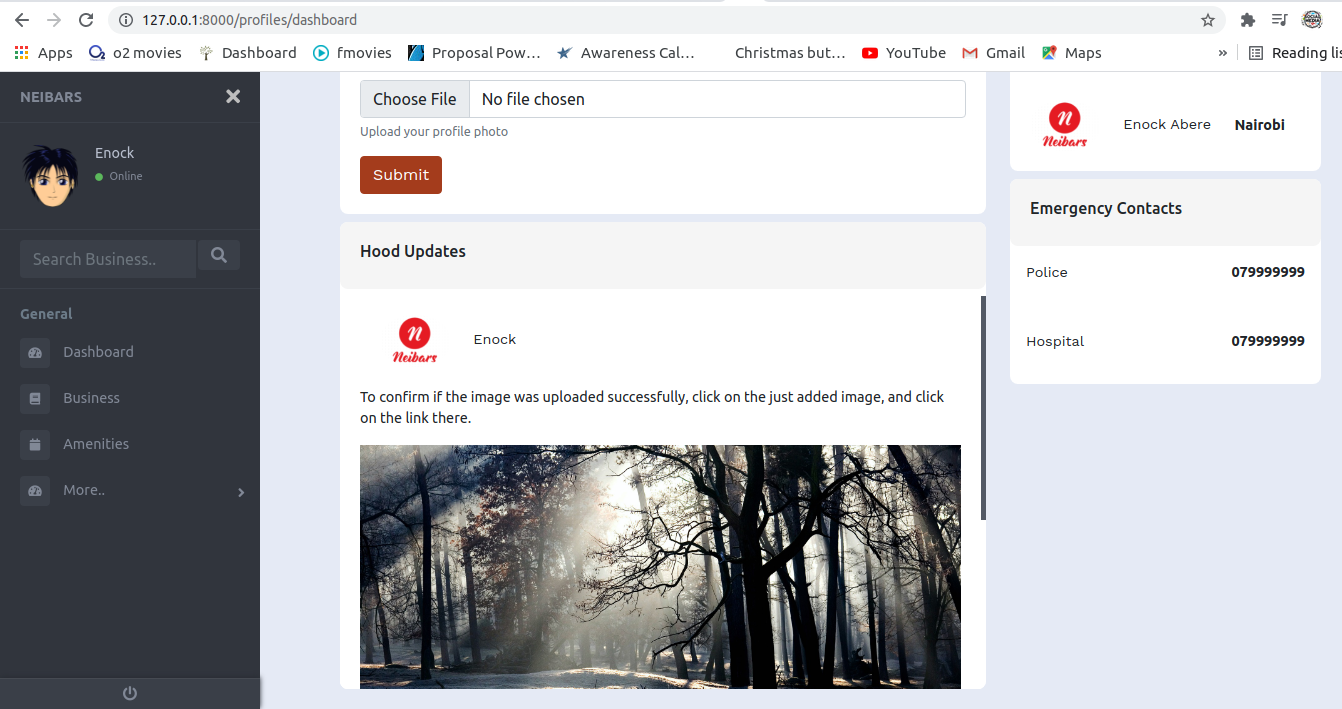 127.0.0.1:8000/profiles/dashboard
Apps
o2 movies
Dashboard
fmovies
Proposal Pow...
Awareness Cal...
Christmas but...
YouTube
Gmail
Maps
»
Reading lis
NEIBARS
Enock
Online
Search Business..
General
Dashboard
Business
Amenities
More..
Choose File No file chosen
Upload your profile photo
Submit
Hood Updates
n
Neibars
Enock
To confirm if the image was uploaded successfully, click on the just added image, and click
on the link there.
n
Neibars
Enock Abere Nairobi
Emergency Contacts
Police 079999999
Hospital 079999999